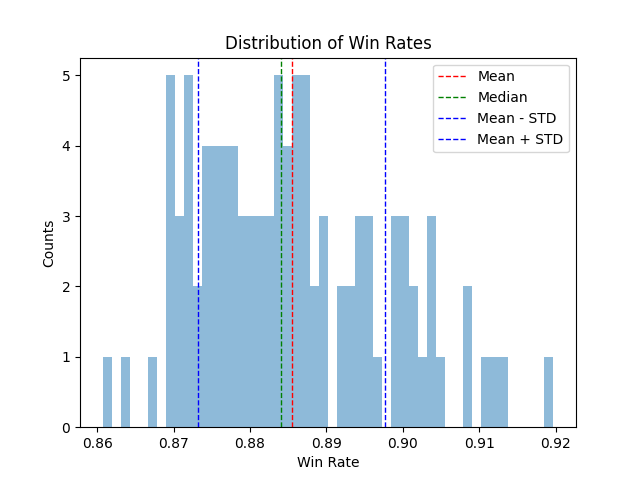 Distribution of Win Rates
Mean
Median
Mean - STD
Mean + STD
5
4
3
2
1
0
Counts
0.86 0.87 0.88 0.89 0.90 0.91 0.92
Win Rate